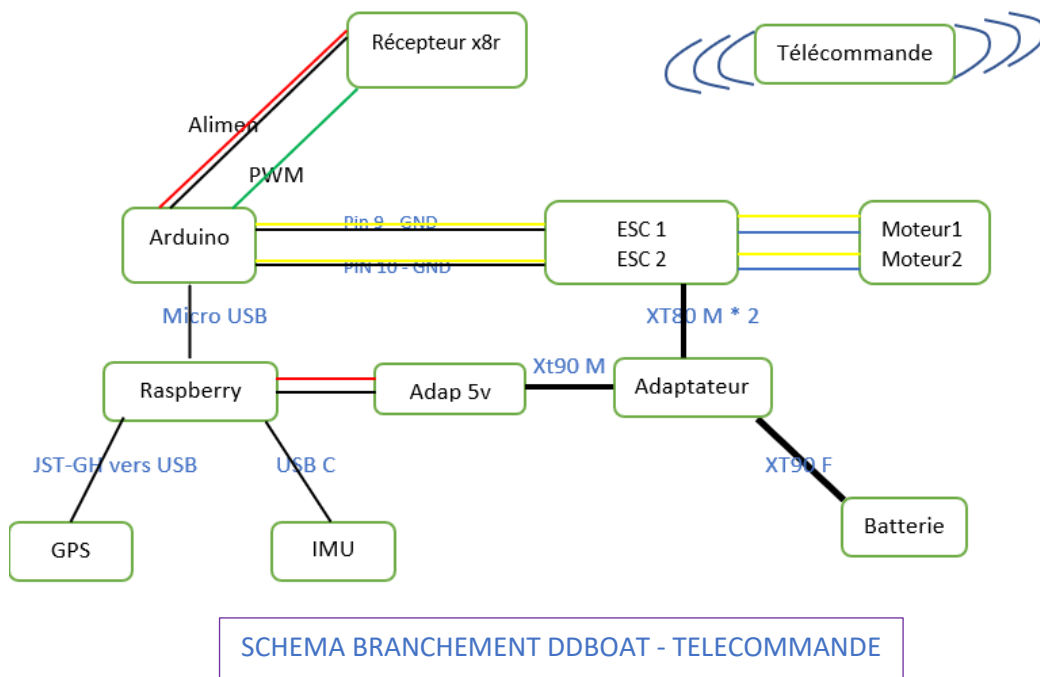 Récepteur x8r
Télécommande
Alimen
PWM
Arduino
Pin 9 - GND
PIN 10 - GND
ESC 1
ESC 2
Moteur1
Moteur2
Micro USB
XT80 M * 2
Raspberry
Adap 5v
Xt90 M
Adaptateur
JST-GH vers USB
USB C
XT90 F
GPS
IMU
Batterie
SCHEMA BRANCHEMENT DDBOAT - TELECOMMANDE